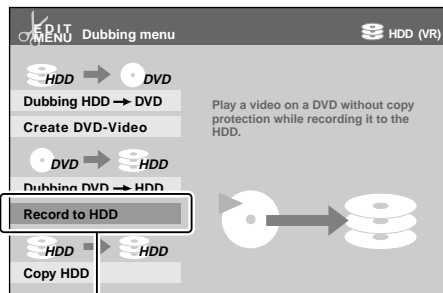 EDIT
MENU Dubbing menu
HDD (VR)
HDD DVD
Dubbing HDD → DVD
Create DVD-Video
Play a video on a DVD without copy
protection while recording it to the
HDD.
DVD HDD
Dubbing DVD → HDD
Record to HDD
HDD HDD
Copy HDD